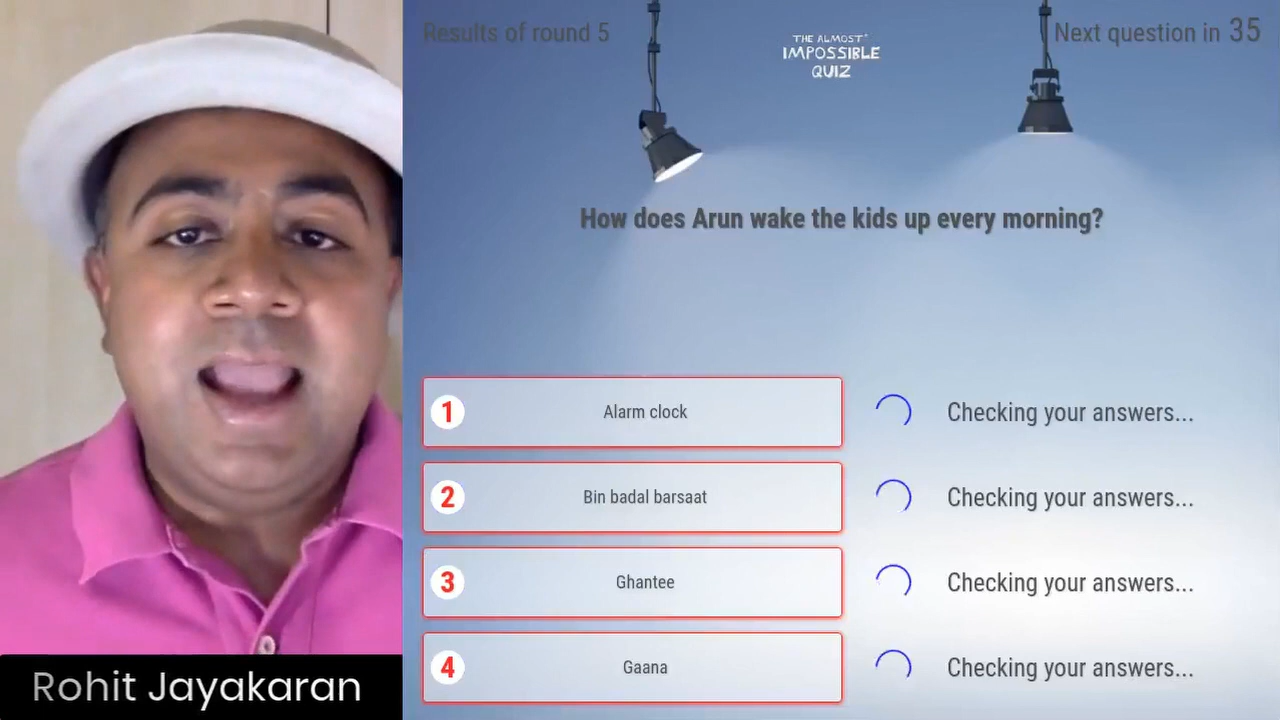 Results of round 5
THE ALMOST
IMPOSSIBLE
QUIZ
Next question in 35
How does Arun wake the kids up every morning?
1 Alarm clock Checking your answers...
2 Bin badal barsaat Checking your answers...
3 Ghantee Checking your answers...
4 Gaana Checking your answers...
Rohit Jayakaran